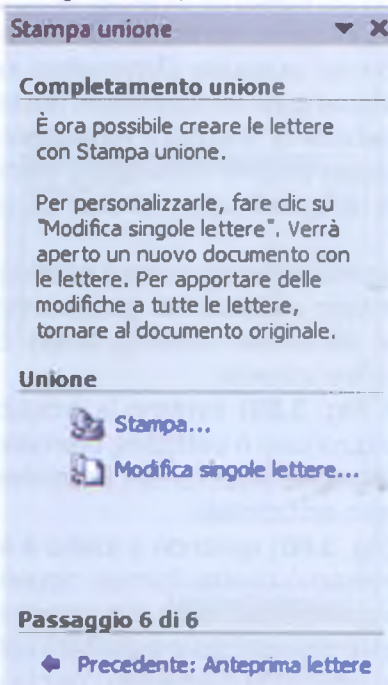 Stampa unione
Completamento unione
È ora possibile creare le lettere
con Stampa unione.
Per personalizzarle, fare clic su
"Modifica singole lettere". Verrà
aperto un nuovo documento con
le lettere. Per apportare delle
modifiche a tutte le lettere,
tornare al documento originale.
Unione
Stampa...
Modifica singole lettere...
Passaggio 6 di 6
Precedente: Anteprima lettere